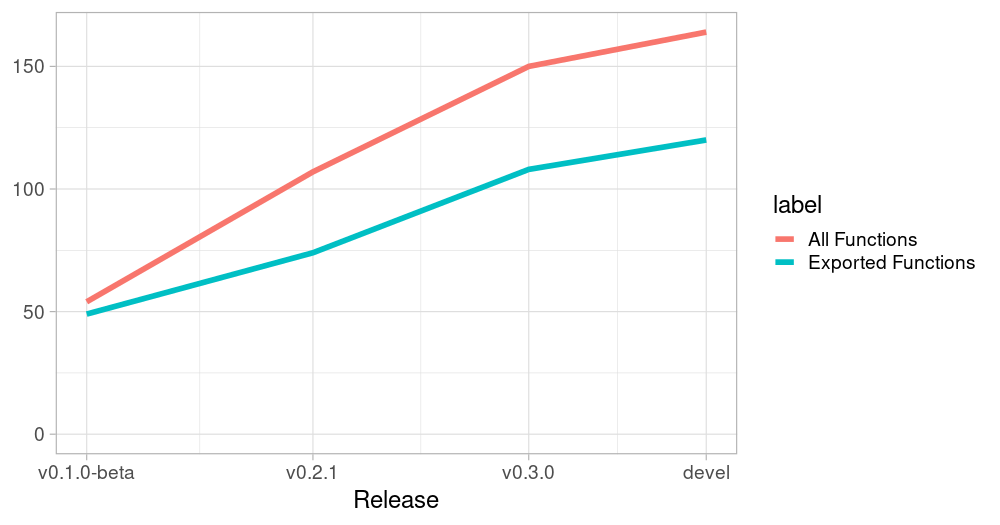 150
100
50
0
v0.1.0-beta v0.2.1 v0.3.0 devel
Release
label
All Functions
Exported Functions